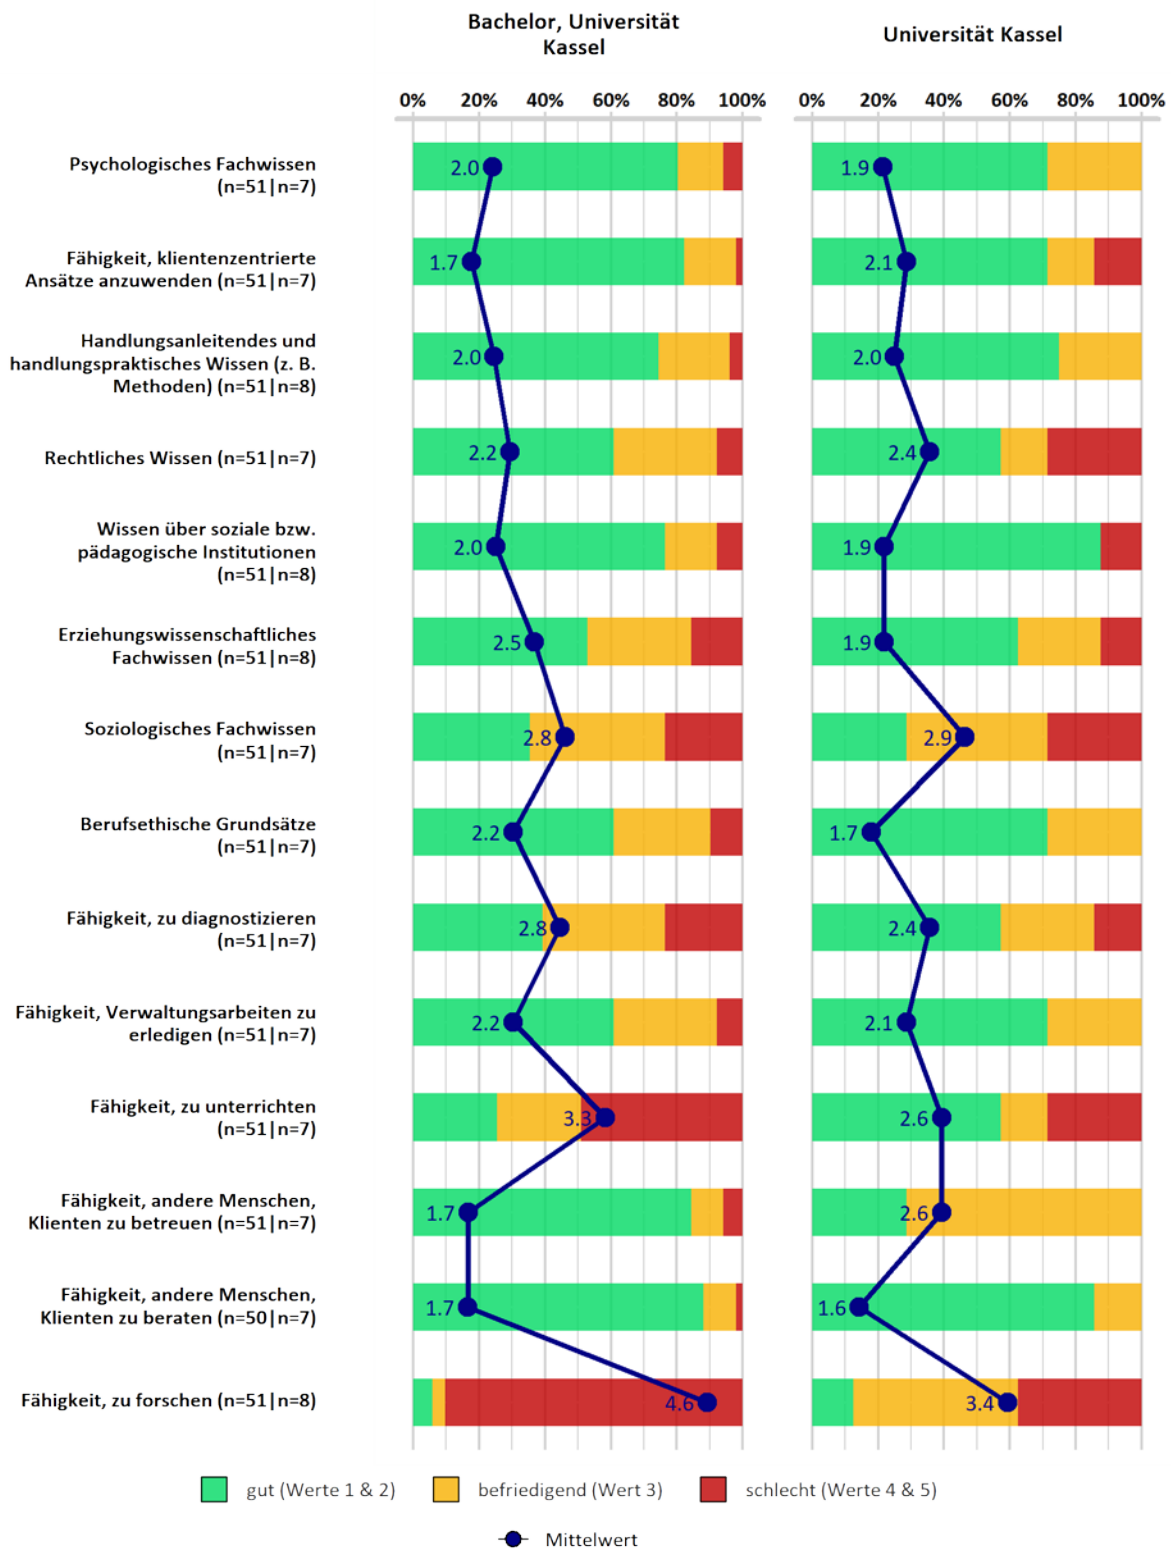 Bachelor, Universität
Kassel
Universität Kassel
0% 20% 40% 60% 80% 100%
0% 20% 40% 60% 80% 100%
Psychologisches Fachwissen
(n=51|n=7)
2.0
1.9
Fähigkeit, klientenzentrierte
Ansätze anzuwenden (n=51|n=7)
1.7
2.1
Handlungsanleitendes und
handlungspraktisches Wissen (z. B.
Methoden) (n=51|n=8)
2.0
2.0
Rechtliches Wissen (n=51|n=7)
2.2
2.4
Wissen über soziale bzw.
pädagogische Institutionen
(n=51|n=8)
2.0
1.9
Erziehungswissenschaftliches
Fachwissen (n=51|n=8)
2.5
1.9
Soziologisches Fachwissen
(n=51|n=7)
2.8
2.9
Berufsethische Grundsätze
(n=51|n=7)
2.2
1.7
Fähigkeit, zu diagnostizieren
(n=51|n=7)
2.8
2.4
Fähigkeit, Verwaltungsarbeiten zu
erledigen (n=51|n=7)
2.2
2.1
Fähigkeit, zu unterrichten
(n=51|n=7)
3.3
2.6
Fähigkeit, andere Menschen,
Klienten zu betreuen (n=51|n=7)
1.7
2.6
Fähigkeit, andere Menschen,
Klienten zu beraten (n=50|n=7)
1.7
1.6
Fähigkeit, zu forschen (n=51|n=8)
4.6
3.4
gut (Werte 1 & 2)
befriedigend (Wert 3)
schlecht (Werte 4 & 5)
Mittelwert